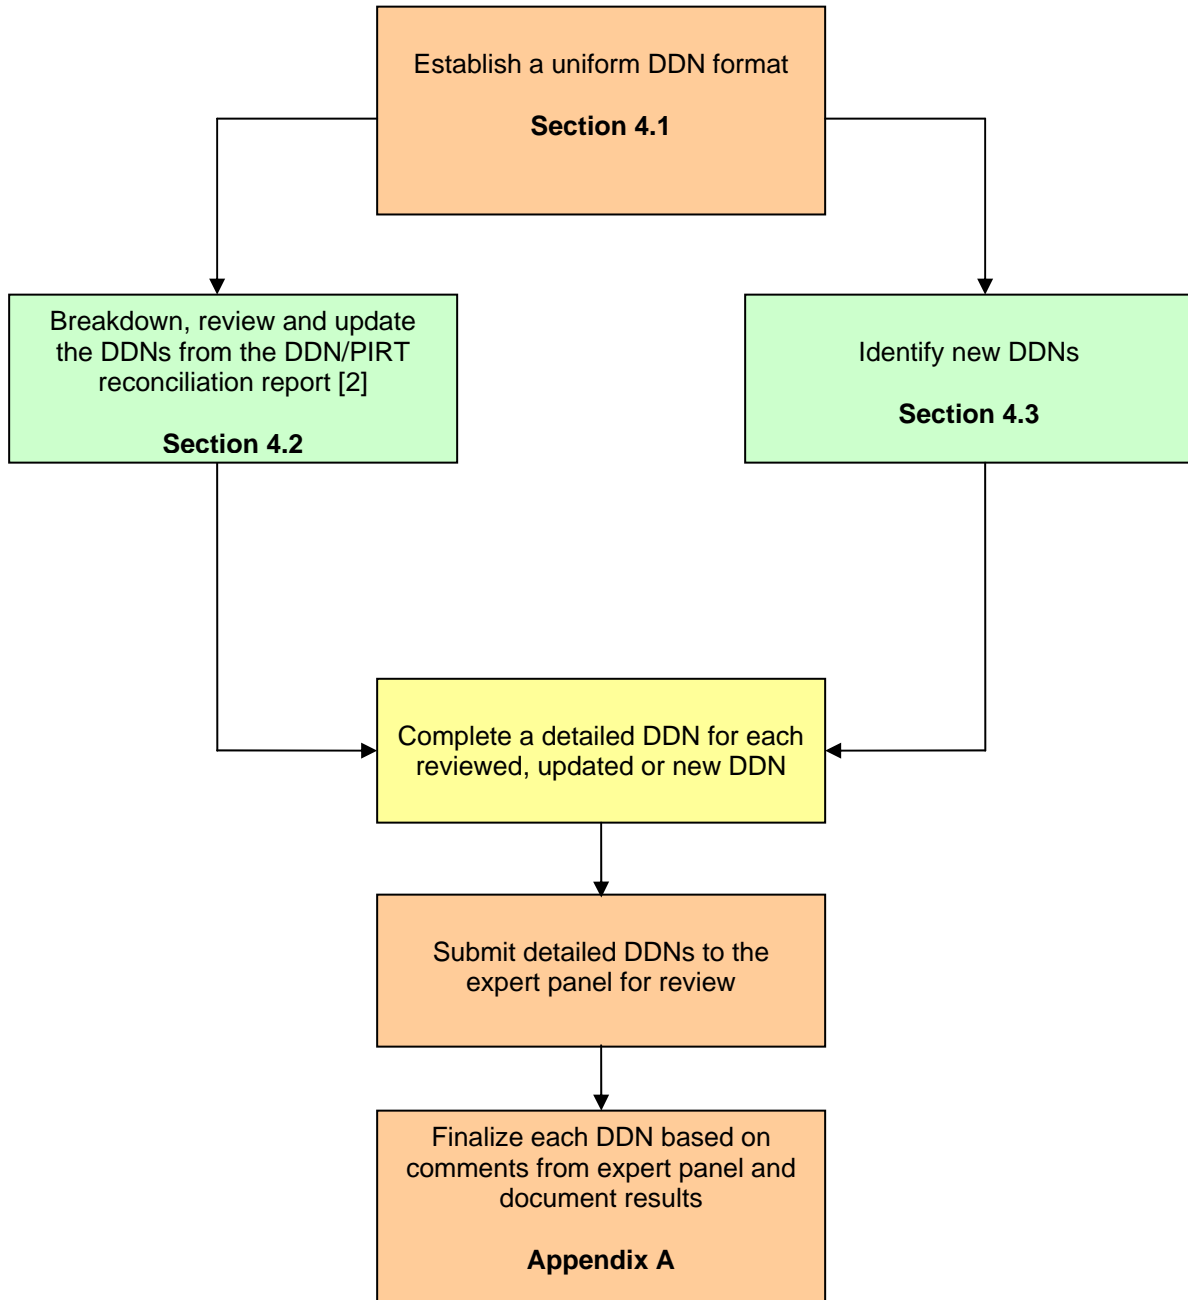 Establish a uniform DDN format
Section 4.1
Breakdown, review and update
the DDNs from the DDN/PIRT
reconciliation report [2]
Section 4.2
Identify new DDNs
Section 4.3
Complete a detailed DDN for each
reviewed, updated or new DDN
Submit detailed DDNs to the
expert panel for review
Finalize each DDN based on
comments from expert panel and
document results
Appendix A